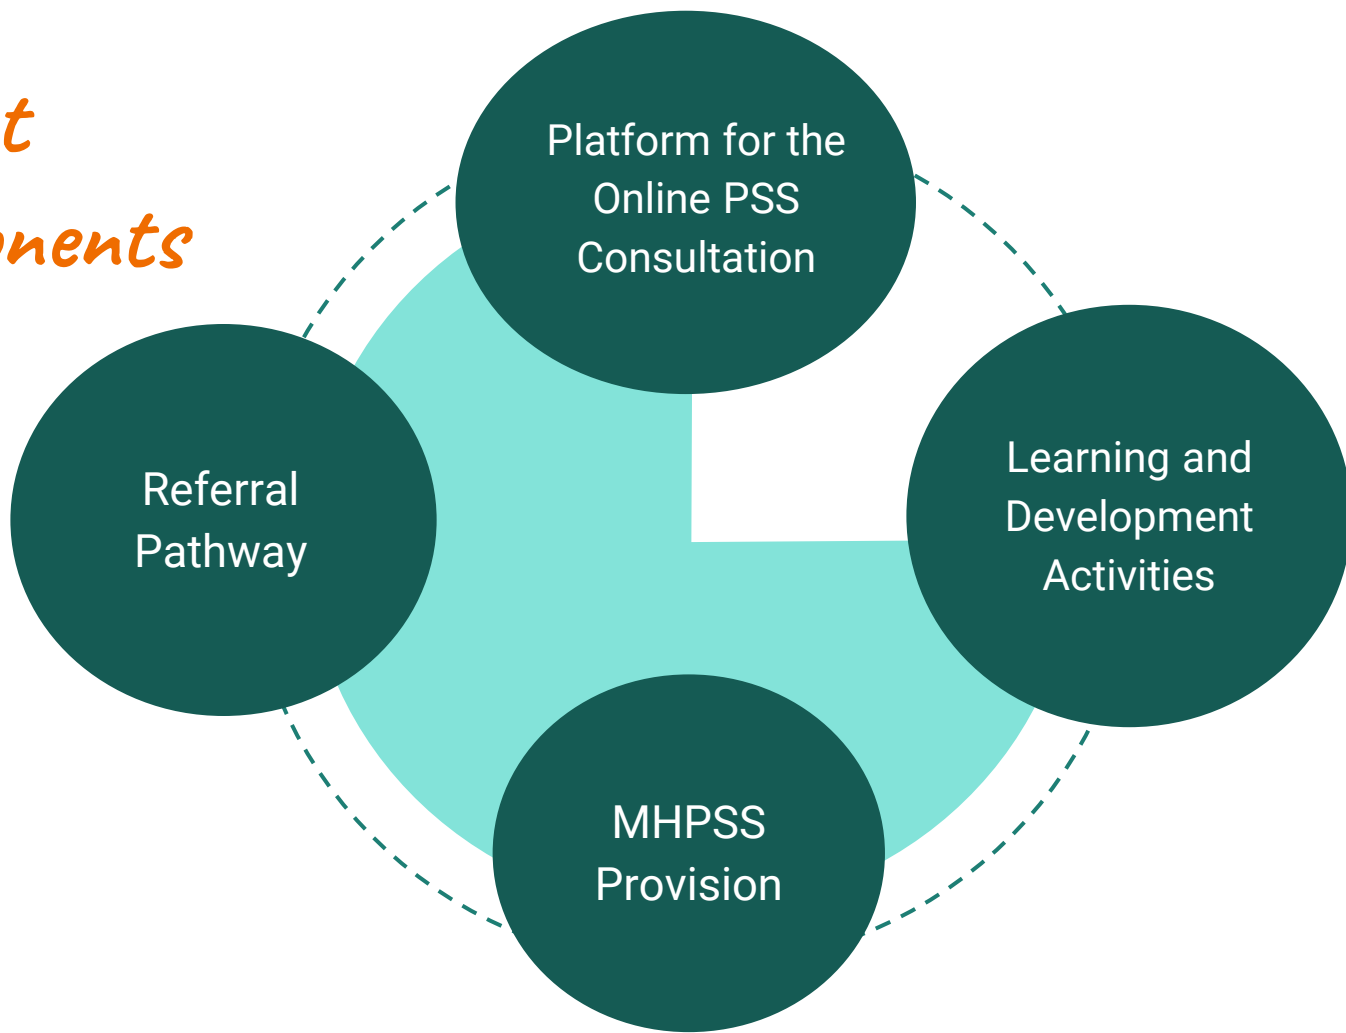 Platform for the
Online PSS
Consultation
Learning and
Development
Activities
Referral
Pathway
MHPSS
Provision